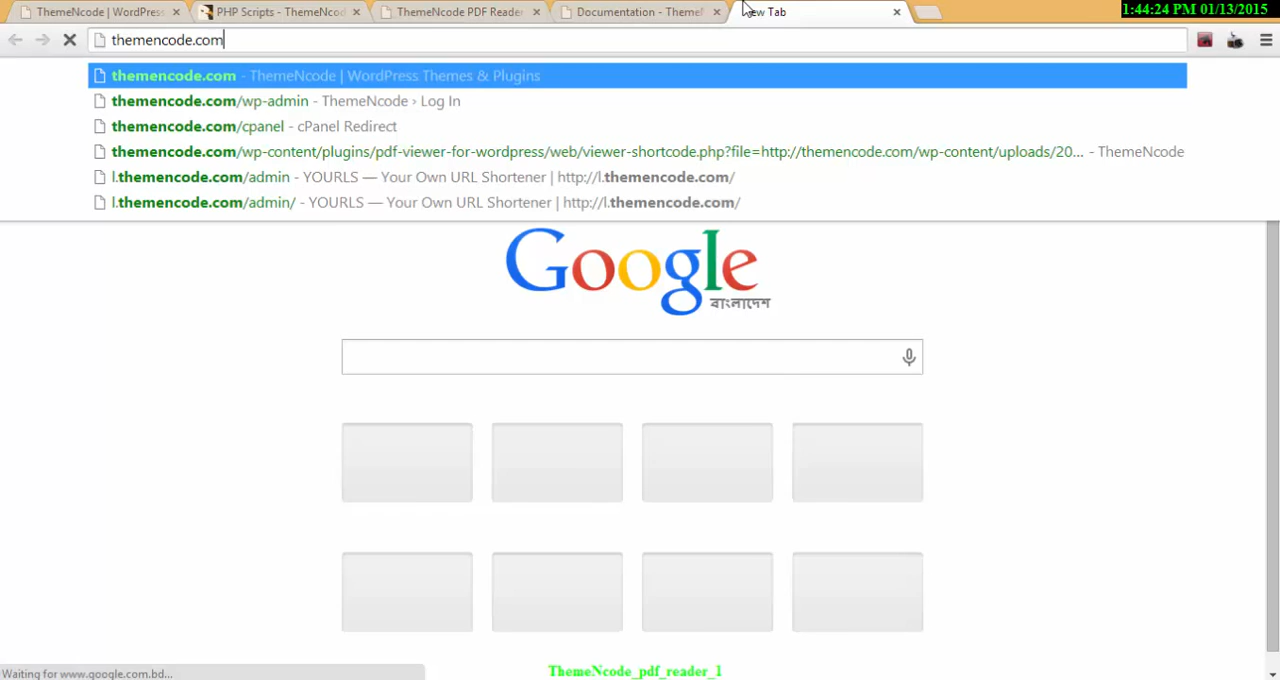 ThemeNcode | WordPress
PHP Scripts - ThemeNcod
ThemeNcode PDF Reader
Documentation - ThemeN
ew Tab
1:44:24 PM 01/13/2015
themencode.com
themencode.com - ThemeNcode | WordPress Themes & Plugins
themencode.com/wp-admin - ThemeNcode › Log In
themencode.com/cpanel - cPanel Redirect
themencode.com/wp-content/plugins/pdf-viewer-for-wordpress/web/viewer-shortcode.php?file=http://themencode.com/wp-content/uploads/20... - ThemeNcode
l.themencode.com/admin - YOURLS — Your Own URL Shortener | http://l.themencode.com/
l.themencode.com/admin/ - YOURLS — Your Own URL Shortener | http://l.themencode.com/
Google
বাংলাদেশ
Waiting for www.google.com.bd...
ThemeNcode_pdf_reader_1